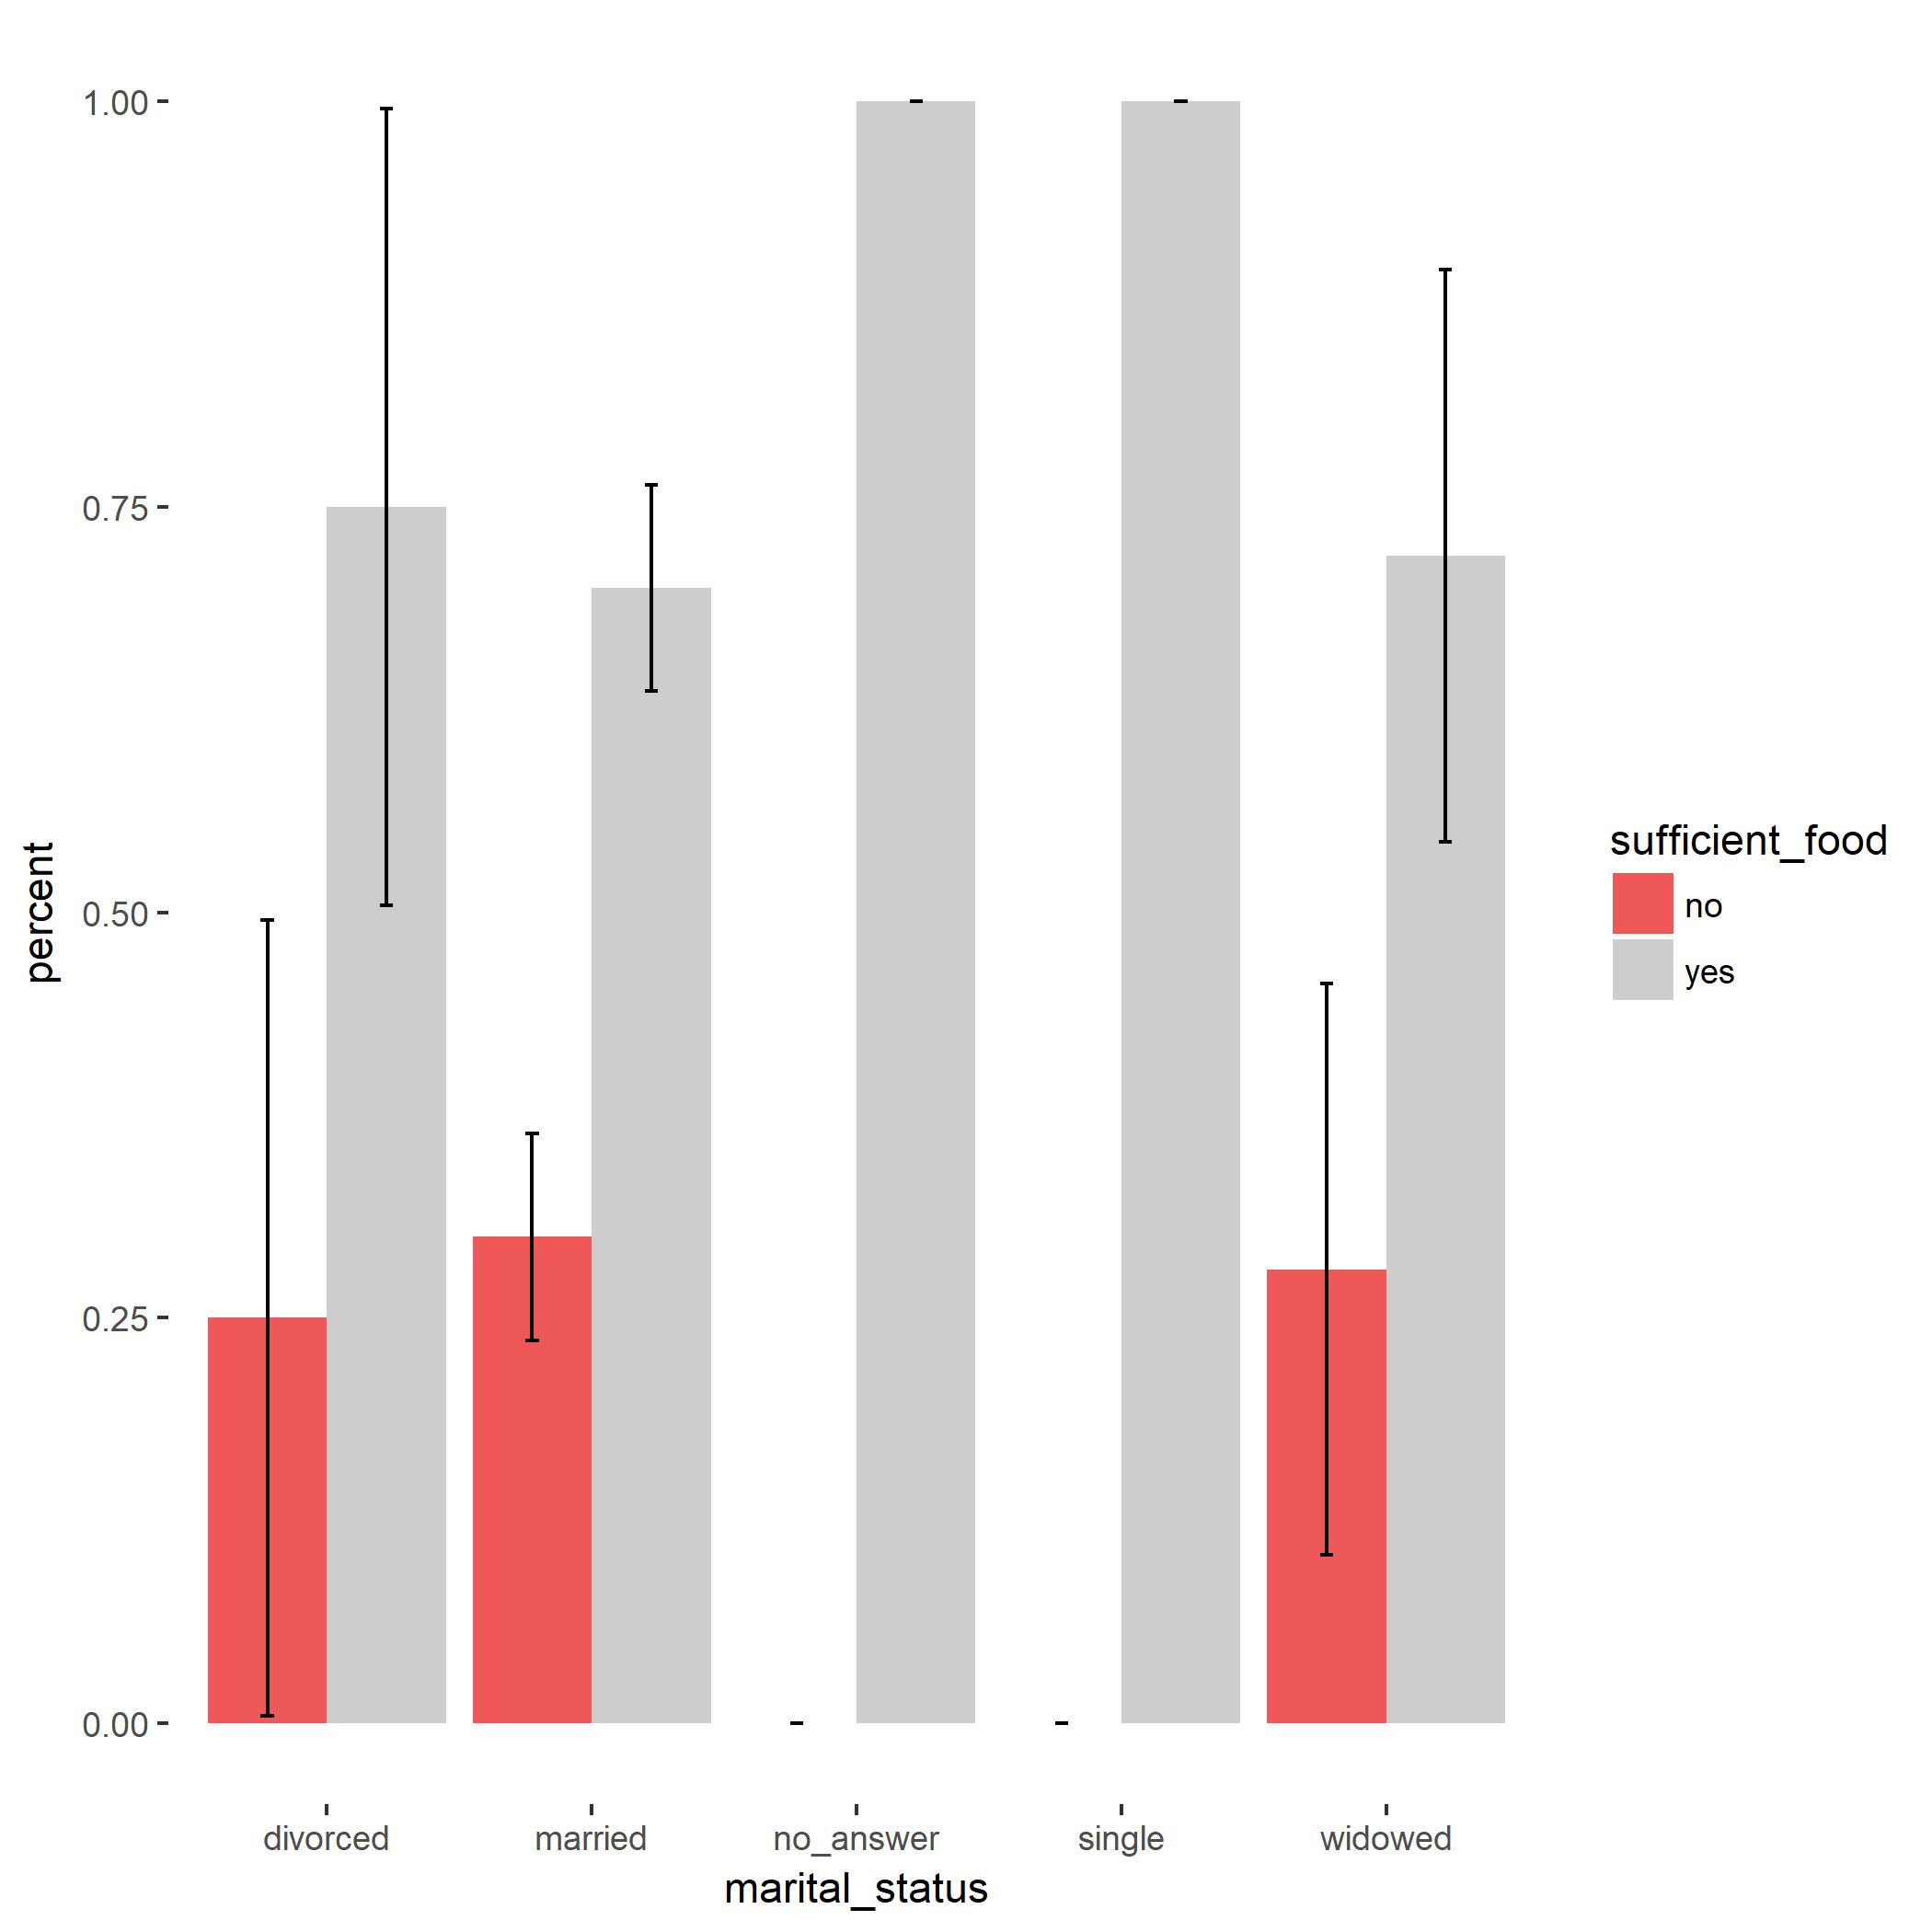 1.00
0.75
0.50
0.25
0.00
percent
divorced
married
no_answer
single
widowed
marital_status
sufficient_food
no
yes